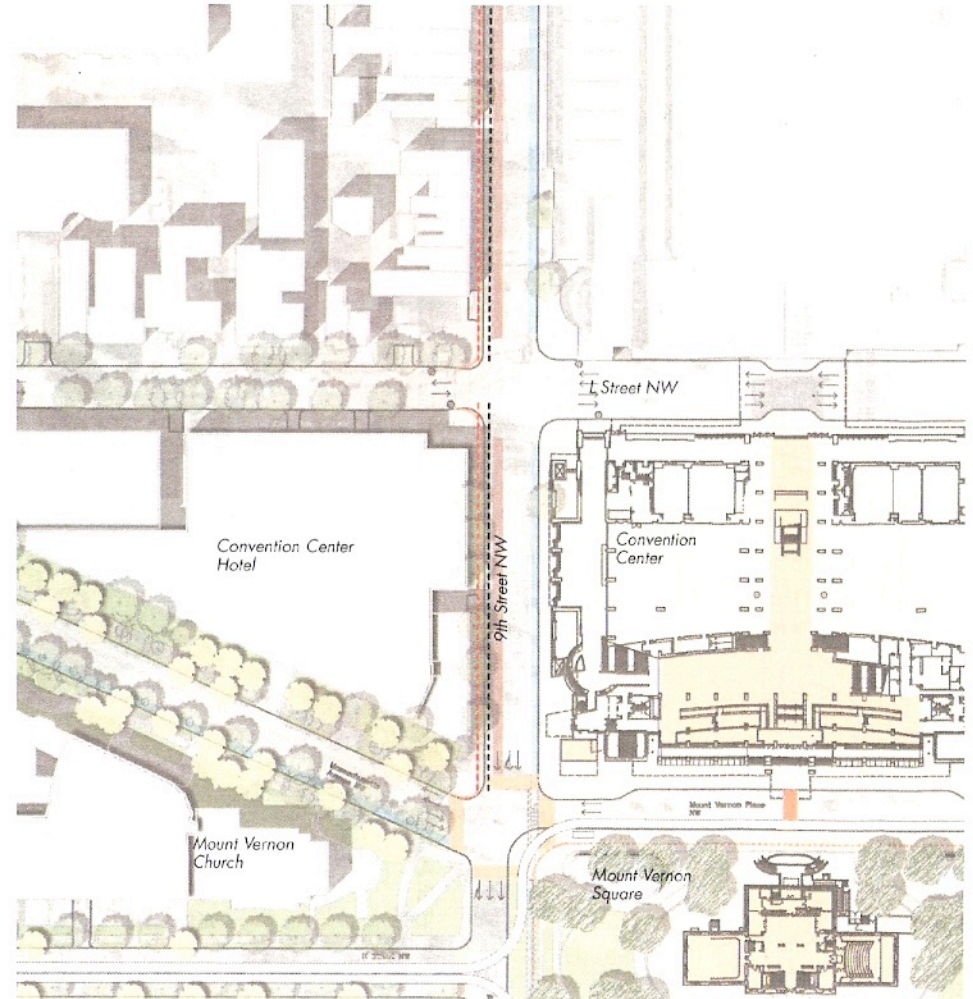 L Street NW
Convention Center
Hotel
Convention
Center
9th Street NW
Mount Vernon Place
NW
Mount Vernon
Church
Mount Vernon
Square